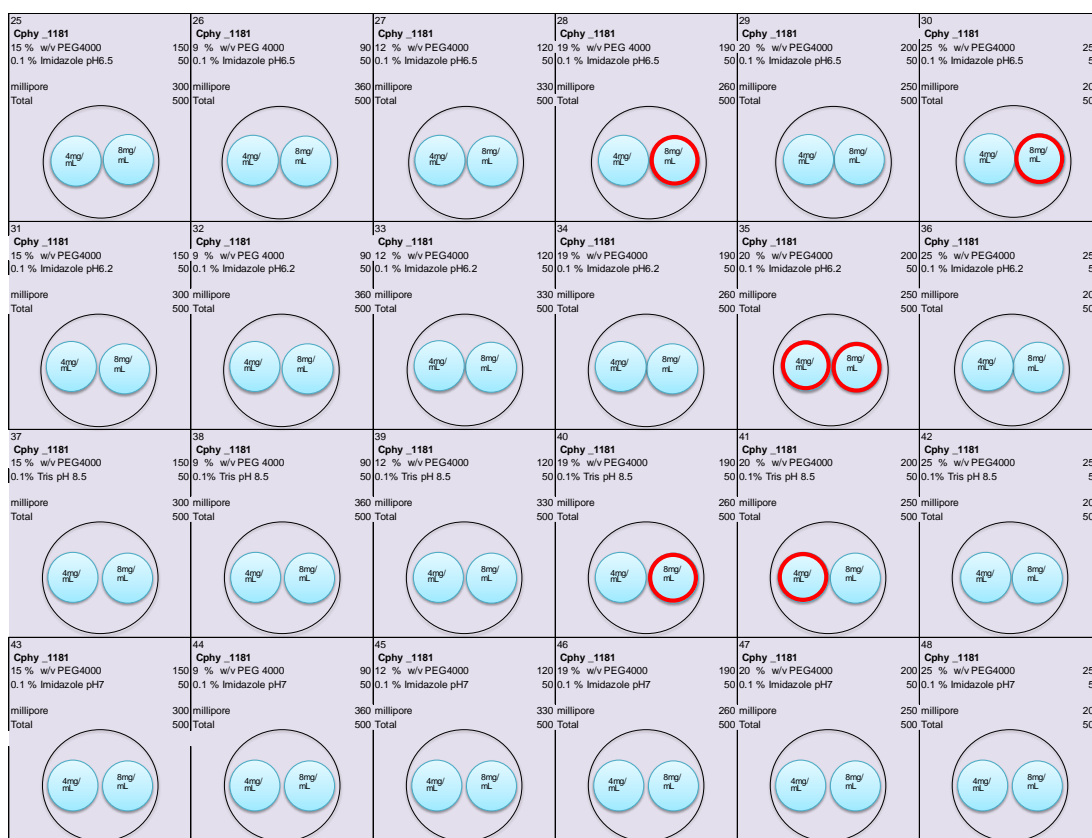 25 26 27 28 29 30
Cphy _1181 Cphy _1181 Cphy _1181 Cphy _1181 Cphy _1181 Cphy _1181
15 % w/v PEG4000 150 9 % w/v PEG 4000 90 12 % w/v PEG4000 120 19 % w/v PEG 4000 190 20 % w/v PEG4000 200 25 % w/v PEG4000 25
0.1 % Imidazole pH6.5 50 0.1 % Imidazole pH6.5 50 0.1 % Imidazole pH6.5 50 0.1 % Imidazole pH6.5 50 0.1 % Imidazole pH6.5 50 0.1 % Imidazole pH6.5 5
millipore 300 millipore 360 millipore 330 millipore 260 millipore 250 millipore 20
Total 500 Total 500 Total 500 Total 500 Total 500 Total 50
4mg/ 8mg/ 4mg/ 8mg/ 4mg/ 8mg/ 4mg/ 8mg/ 4mg/ 8mg/ 4mg/ 8mg/
mL mL mL mL mL mL mL mL mL mL mL mL
31 32 33 34 35 36
Cphy _1181 Cphy _1181 Cphy _1181 Cphy _1181 Cphy _1181 Cphy _1181
15 % w/v PEG4000 150 9 % w/v PEG 4000 90 12 % w/v PEG4000 120 19 % w/v PEG4000 190 20 % w/v PEG4000 200 25 % w/v PEG4000 25
0.1 % Imidazole pH6.2 50 0.1 % Imidazole pH6.2 50 0.1 % Imidazole pH6.2 50 0.1 % Imidazole pH6.2 50 0.1 % Imidazole pH6.2 50 0.1 % Imidazole pH6.2 5
millipore 300 millipore 360 millipore 330 millipore 260 millipore 250 millipore 20
Total 500 Total 500 Total 500 Total 500 Total 500 Total 50
4mg/ 8mg/ 4mg/ 8mg/ 4mg/ 8mg/ 4mg/ 8mg/ 4mg/ 8mg/ 4mg/ 8mg/
mL mL mL mL mL mL mL mL mL mL mL mL
37 38 39 40 41 42
Cphy _1181 Cphy _1181 Cphy _1181 Cphy _1181 Cphy _1181 Cphy _1181
15 % w/v PEG4000 150 9 % w/v PEG 4000 90 12 % w/v PEG4000 120 19 % w/v PEG4000 190 20 % w/v PEG4000 200 25 % w/v PEG4000 25
0.1% Tris pH 8.5 50 0.1% Tris pH 8.5 50 0.1% Tris pH 8.5 50 0.1% Tris pH 8.5 50 0.1% Tris pH 8.5 50 0.1% Tris pH 8.5 5
millipore 300 millipore 360 millipore 330 millipore 260 millipore 250 millipore 20
Total 500 Total 500 Total 500 Total 500 Total 500 Total 50
4mg/ 8mg/ 4mg/ 8mg/ 4mg/ 8mg/ 4mg/ 8mg/ 4mg/ 8mg/ 4mg/ 8mg/
mL mL mL mL mL mL mL mL mL mL mL mL
43 44 45 46 47 48
Cphy _1181 Cphy _1181 Cphy _1181 Cphy _1181 Cphy _1181 Cphy _1181
15 % w/v PEG4000 150 9 % w/v PEG 4000 90 12 % w/v PEG4000 120 19 % w/v PEG4000 190 20 % w/v PEG4000 200 25 % w/v PEG4000 25
0.1 % Imidazole pH7 50 0.1 % Imidazole pH7 50 0.1 % Imidazole pH7 50 0.1 % Imidazole pH7 50 0.1 % Imidazole pH7 50 0.1 % Imidazole pH7 5
millipore 300 millipore 360 millipore 330 millipore 260 millipore 250 millipore 20
Total 500 Total 500 Total 500 Total 500 Total 500 Total 50
4mg/ 8mg/ 4mg/ 8mg/ 4mg/ 8mg/ 4mg/ 8mg/ 4mg/ 8mg/ 4mg/ 8mg/
mL mL mL mL mL mL mL mL mL mL mL mL